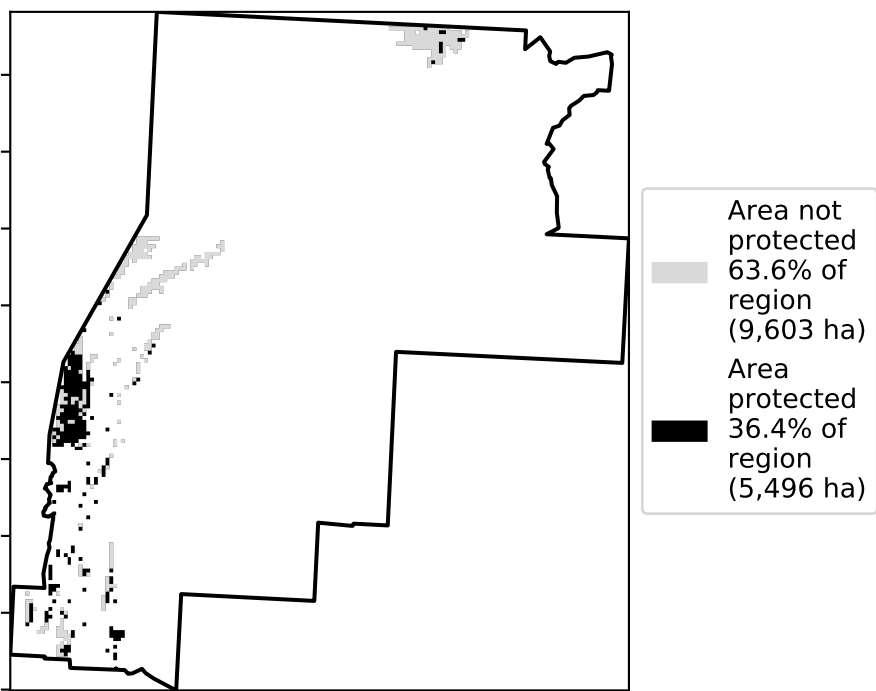 Area not
protected
63.6% of
region
(9,603 ha)
Area
protected
36.4% of
region
(5,496 ha)